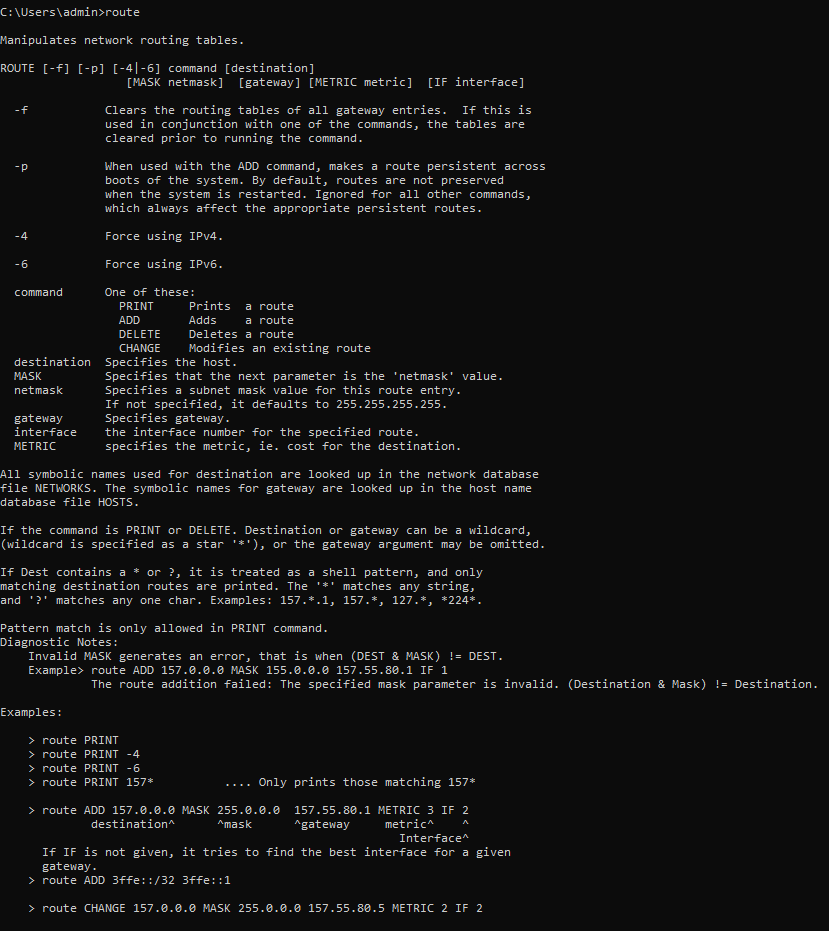 C:\Users\admin>route

Manipulates network routing tables.

ROUTE [-f] [-p] [-4|-6] command [destination]
                  [MASK netmask]  [gateway] [METRIC metric]  [IF interface]

  -f           Clears the routing tables of all gateway entries.  If this is
               used in conjunction with one of the commands, the tables are
               cleared prior to running the command.

  -p           When used with the ADD command, makes a route persistent across
               boots of the system. By default, routes are not preserved
               when the system is restarted. Ignored for all other commands,
               which always affect the appropriate persistent routes.

  -4           Force using IPv4.

  -6           Force using IPv6.

  command      One of these:
                 PRINT     Prints  a route
                 ADD       Adds    a route
                 DELETE    Deletes a route
                 CHANGE    Modifies an existing route
  destination  Specifies the host.
  MASK         Specifies that the next parameter is the 'netmask' value.
  netmask      Specifies a subnet mask value for this route entry.
               If not specified, it defaults to 255.255.255.255.
  gateway      Specifies gateway.
  interface    the interface number for the specified route.
  METRIC       specifies the metric, ie. cost for the destination.

All symbolic names used for destination are looked up in the network database
file NETWORKS. The symbolic names for gateway are looked up in the host name
database file HOSTS.

If the command is PRINT or DELETE. Destination or gateway can be a wildcard,
(wildcard is specified as a star '*'), or the gateway argument may be omitted.

If Dest contains a * or ?, it is treated as a shell pattern, and only
matching destination routes are printed. The '*' matches any string,
and '?' matches any one char. Examples: 157.*.1, 157.*, 127.*, *224*.

Pattern match is only allowed in PRINT command.
Diagnostic Notes:
    Invalid MASK generates an error, that is when (DEST & MASK) != DEST.
    Example> route ADD 157.0.0.0 MASK 155.0.0.0 157.55.80.1 IF 1
             The route addition failed: The specified mask parameter is invalid. (Destination & Mask) != Destination.

Examples:

    > route PRINT
    > route PRINT -4
    > route PRINT -6
    > route PRINT 157*          .... Only prints those matching 157*

    > route ADD 157.0.0.0 MASK 255.0.0.0  157.55.80.1 METRIC 3 IF 2
             destination^      ^mask      ^gateway     metric^    ^
                                                         Interface^
      If IF is not given, it tries to find the best interface for a given
      gateway.
    > route ADD 3ffe::/32 3ffe::1

    > route CHANGE 157.0.0.0 MASK 255.0.0.0 157.55.80.5 METRIC 2 IF 2